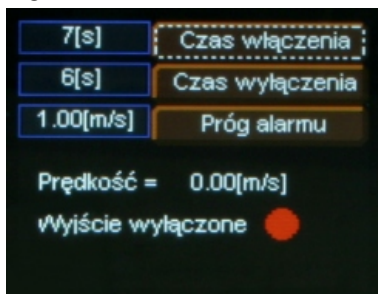 7[s] Czas włączenia
6[s] Czas wyłączenia
1.00[m/s] Próg alarmu
Prędkość = 0.00[m/s]
Wyjście wyłączone